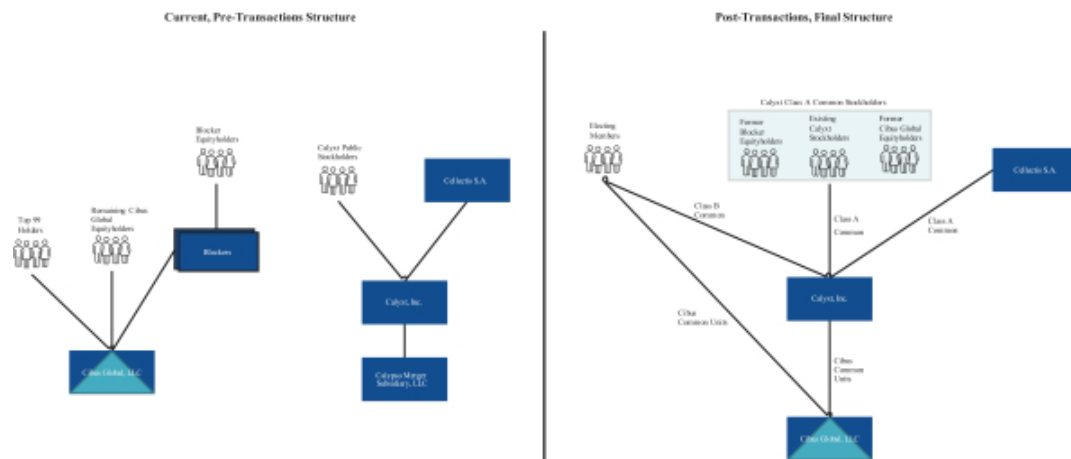 Current, Pre-Transactions Structure
Blocker
Equityholders
Calyxt Public
Stockholders
Cellectis S.A.
Top 99
Holders
Remaining Cibus
Global
Equityholders
Blockers
Calyxt, Inc.
Cibus Global, LLC
Calypso Merger
Subsidiary, LLC
Post-Transactions, Final Structure
Calyxt Class A Common Stockholders
Electing
Members
Former
Blocker
Equityholders
Existing
Calyxt
Stockholders
Former
Cibus Global
Equityholders
Cellectis S.A.
Class B
Common
Class A
Common
Class A
Common
Calyxt, Inc.
Cibus
Common Units
Cibus
Common
Units
Cibus Global, LLC